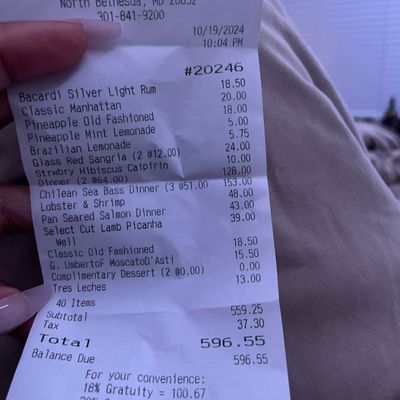 North Bethesda, MD 20852
301-841-9200
10/19/2024
10:04 PM
#20246
Bacardi Silver Light Rum 18.50
Classic Manhattan 20.00
Pineapple Old Fashioned 18.00
Pineapple Mint Lemonade 5.00
Brazilian Lemonade 5.75
Glass Red Sangria (2 @12.00) 24.00
Strwbry Hibiscus Caipirin 10.00
Dinner (2 @64.00) 128.00
Chilean Sea Bass Dinner (3 @51.00 153.00
Lobster & Shrimp 48.00
Pan Seared Salmon Dinner 43.00
Select Cut Lamb Picanha 39.00
Well
Classic Old Fashioned 18.50
G. UmbertoF MoscatoD'Asti 15.50
Complimentary Dessert (2 @0.00) 0.00
Tres Leches 13.00
40 Items
Subtotal 559.25
Tax 37.30
Total 596.55
Balance Due 596.55
For your convenience:
18% Gratuity = 100.67